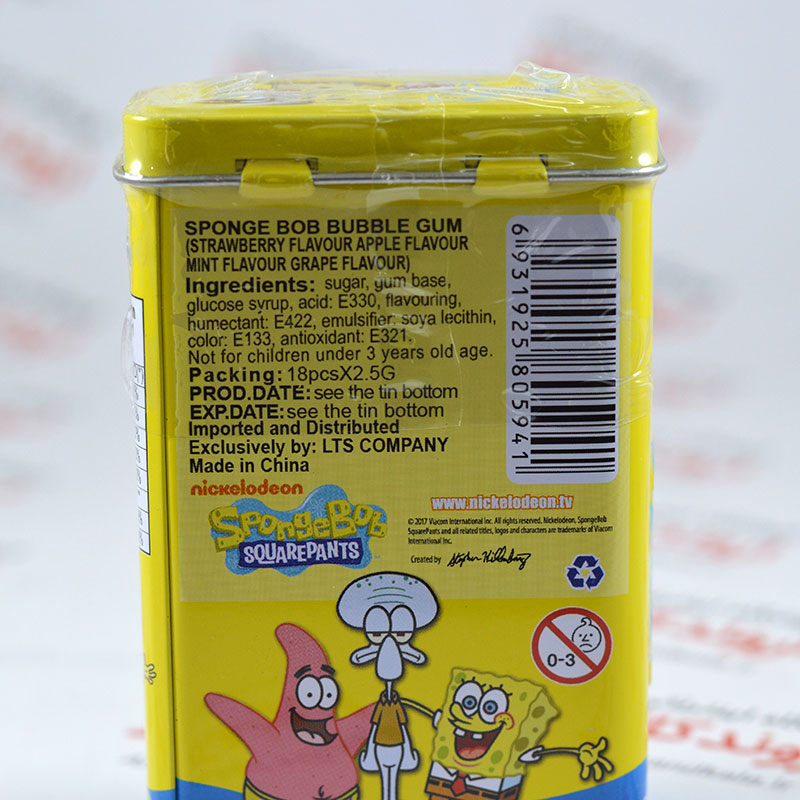 SPONGE BOB BUBBLE GUM
(STRAWBERRY FLAVOUR APPLE FLAVOUR
MINT FLAVOUR GRAPE FLAVOUR)
Ingredients: sugar, gum base,
glucose syrup, acid: E330, flavouring,
humectant: E422, emulsifier: soya lecithin,
color: E133, antioxidant: E321.
Not for children under 3 years old age.
Packing: 18pcsX2.5G
PROD.DATE: see the tin bottom
EXP.DATE: see the tin bottom
Imported and Distributed
Exclusively by: LTS COMPANY
Made in China
6931925805941
nickelodeon
SpongeBob
SQUAREPANTS
www.nickelodeon.tv
© 2017 Viacom International Inc. All rights reserved. Nickelodeon, SpongeBob
SquarePants and all related titles, logos and characters are trademarks of Viacom
International Inc.
Created by Stephen Hillenburg
0-3